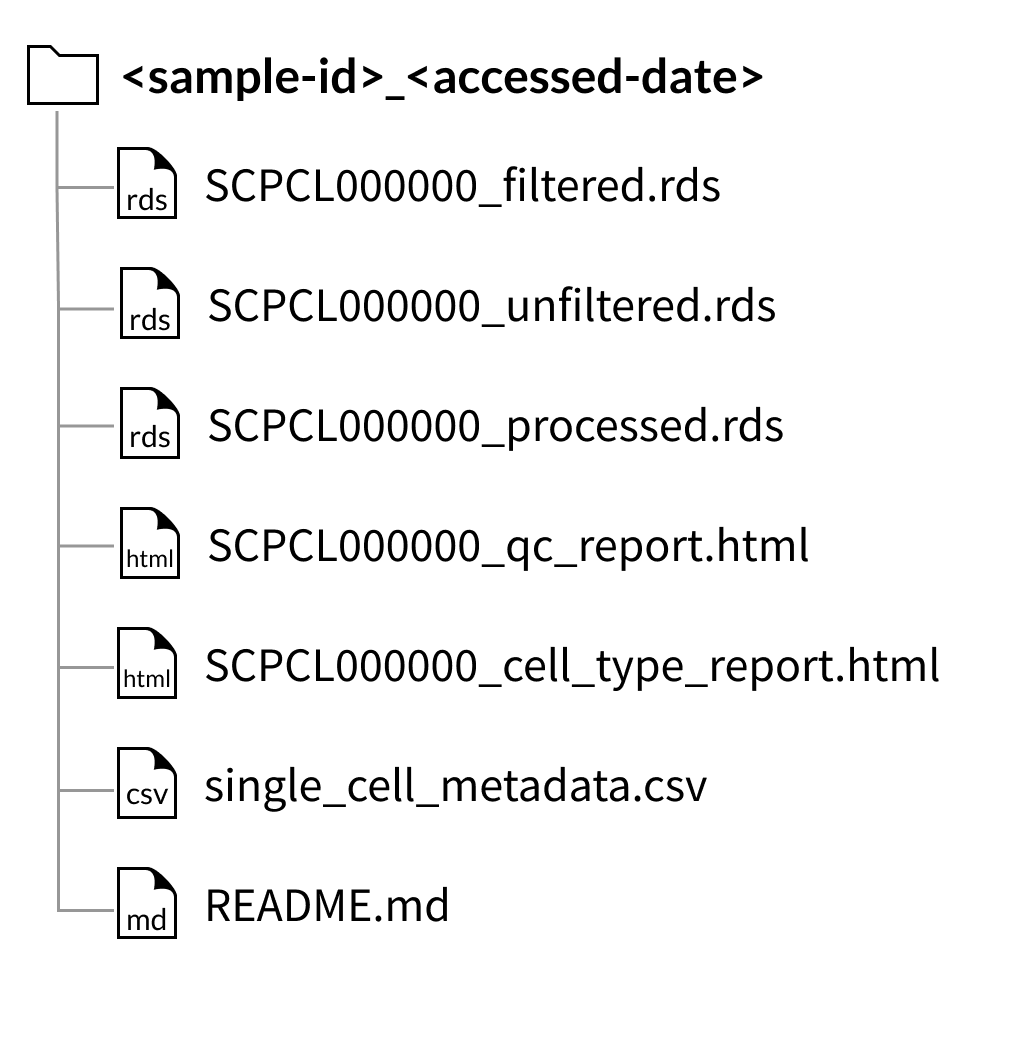 <sample-id>_<accessed-date>
rds SCPCL000000_filtered.rds
rds SCPCL000000_unfiltered.rds
rds SCPCL000000_processed.rds
html SCPCL000000_qc_report.html
html SCPCL000000_cell_type_report.html
csv single_cell_metadata.csv
md README.md